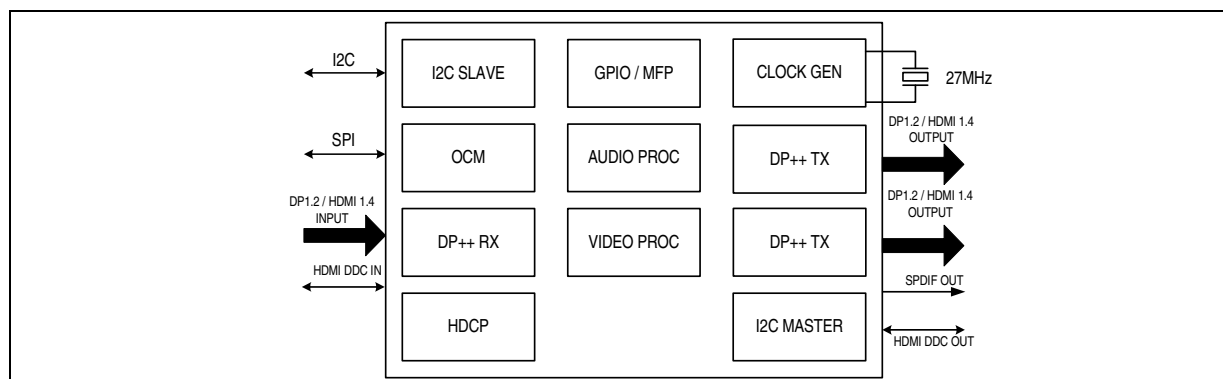 I2C
I2C SLAVE
GPIO / MFP
CLOCK GEN
27MHz
SPI
OCM
AUDIO PROC
DP++ TX
DP1.2 / HDMI 1.4
OUTPUT
DP1.2 / HDMI 1.4
INPUT
DP++ RX
VIDEO PROC
DP++ TX
DP1.2 / HDMI 1.4
OUTPUT
HDMI DDC IN
SPDIF OUT
HDCP
I2C MASTER
HDMI DDC OUT